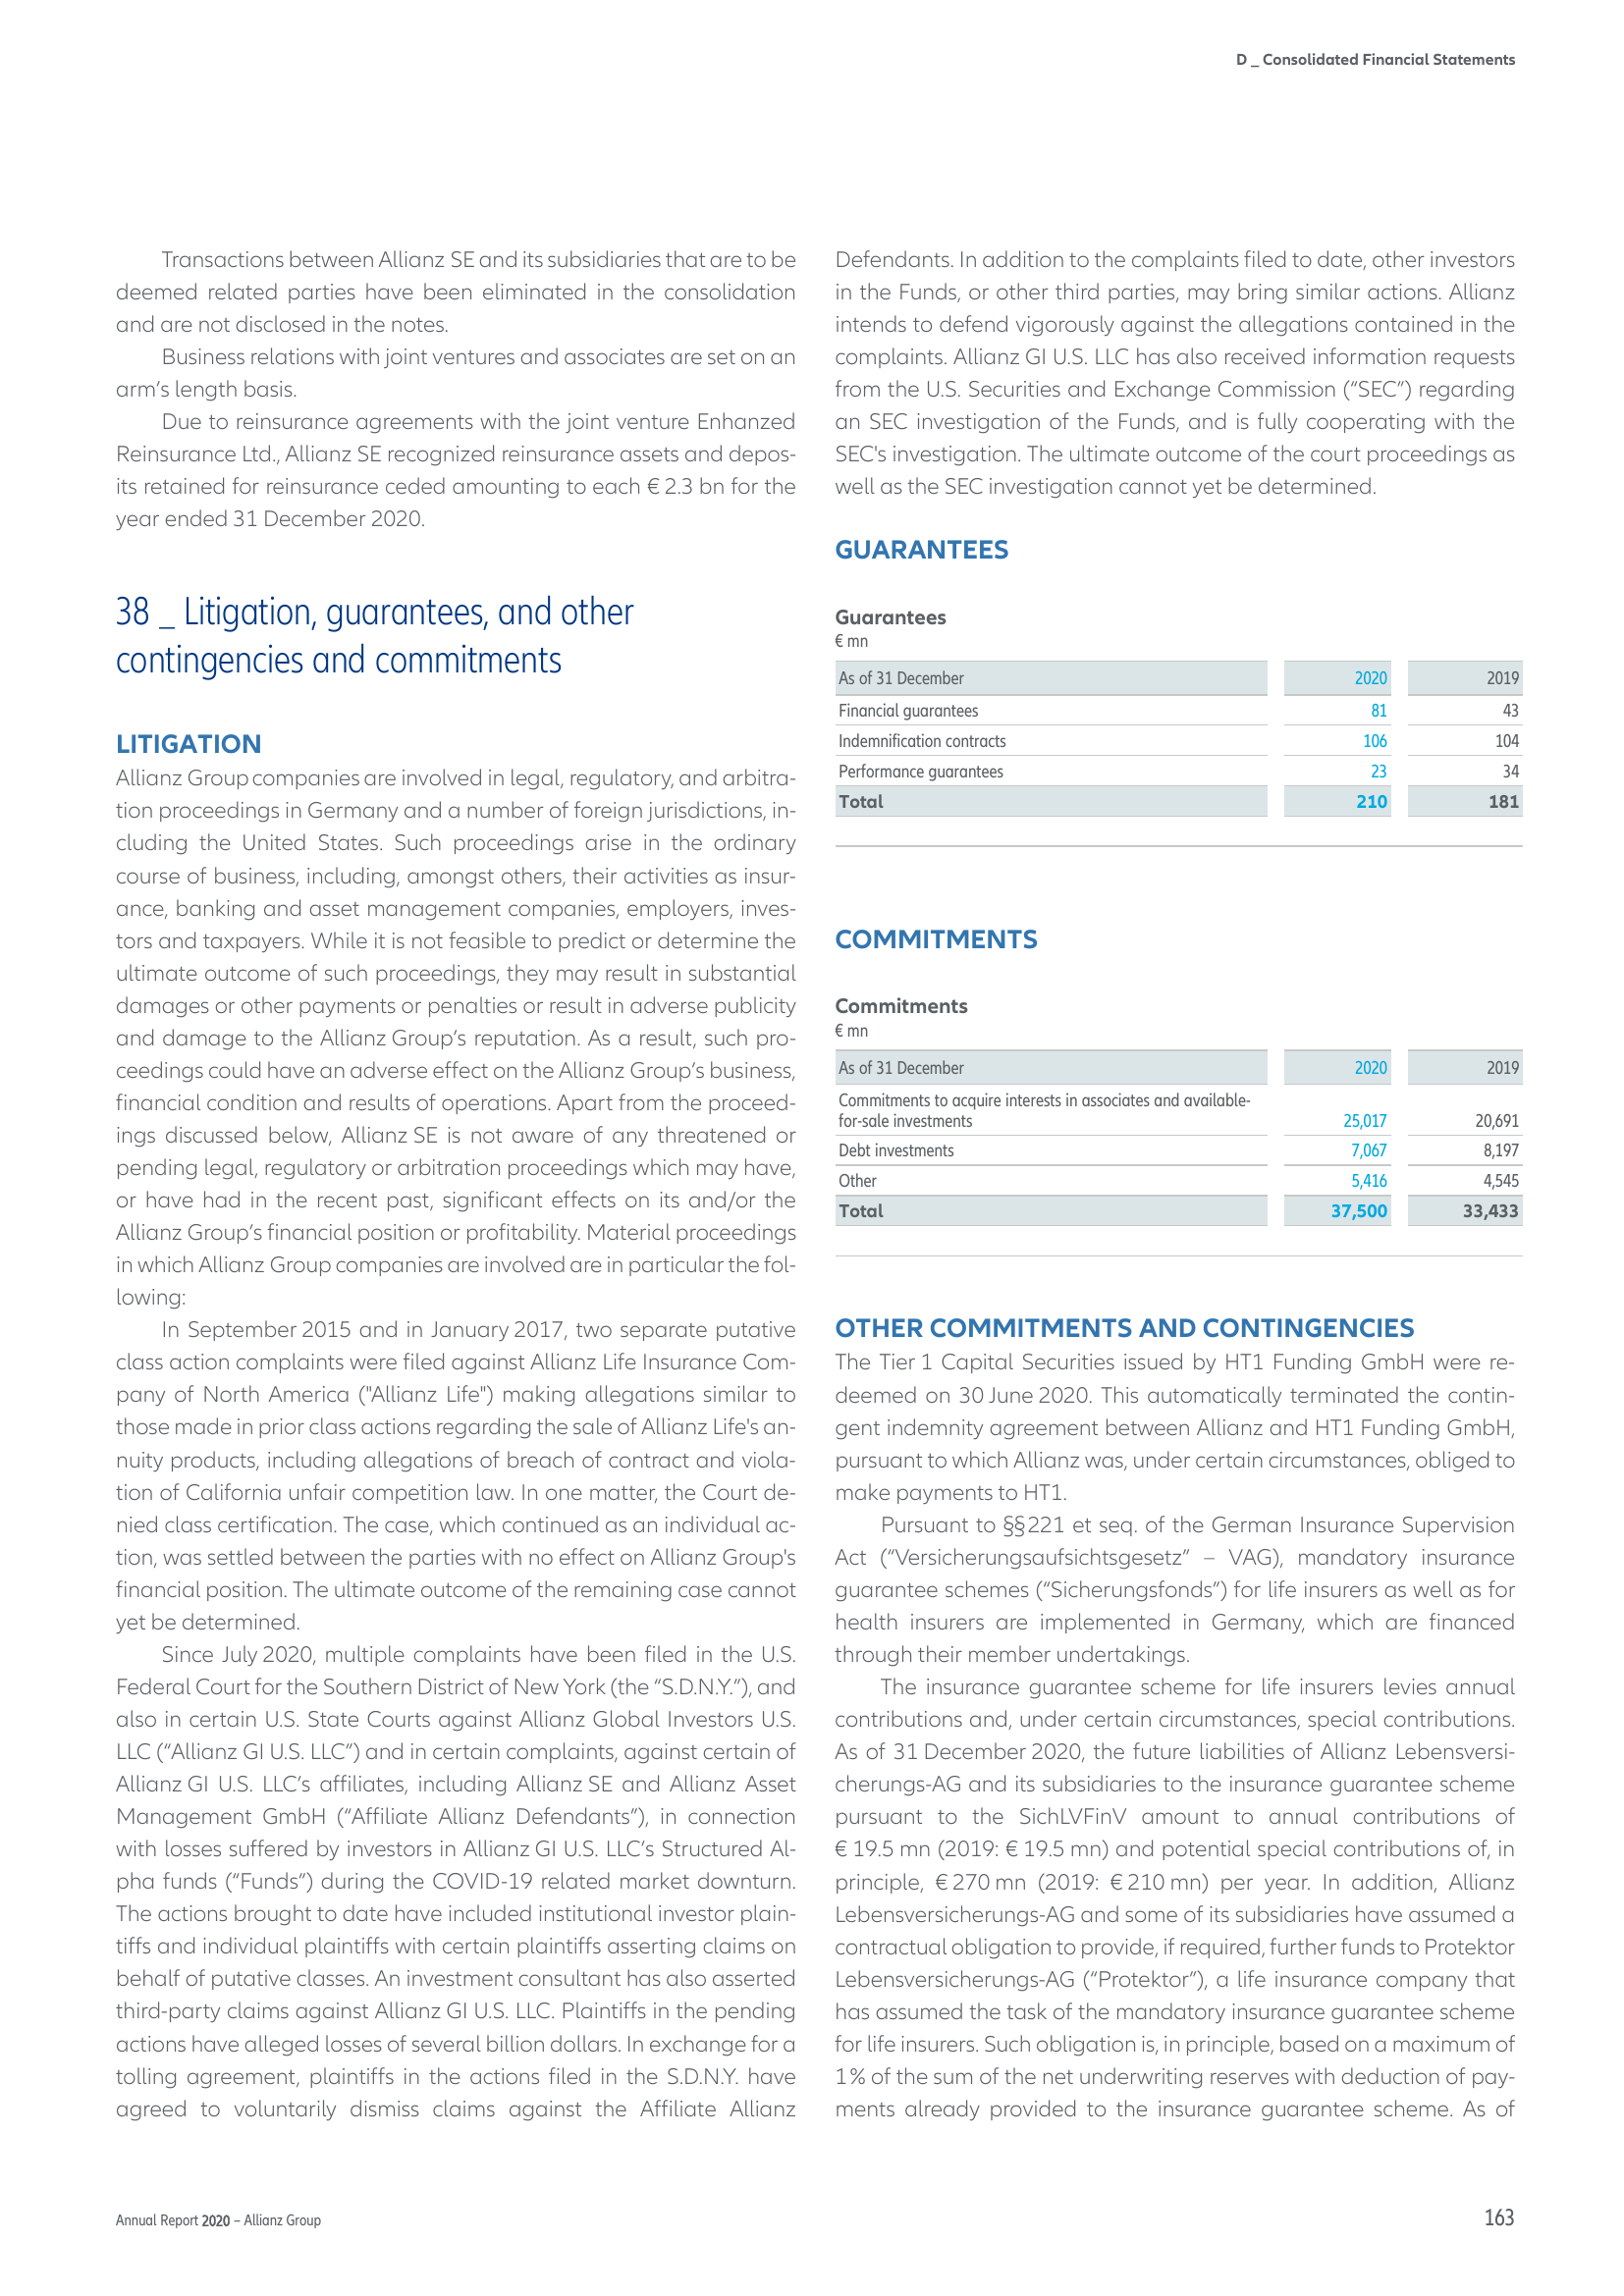 D _ Consolidated Financial Statements
Transactions between Allianz SE and its subsidiaries that are to be
deemed related parties have been eliminated in the consolidation
and are not disclosed in the notes.
Business relations with joint ventures and associates are set on an
arm’s length basis.
Due to reinsurance agreements with the joint venture Enhanzed
Reinsurance Ltd., Allianz SE recognized reinsurance assets and depos-
its retained for reinsurance ceded amounting to each € 2.3 bn for the
year ended 31 December 2020.
38 _ Litigation, guarantees, and other
contingencies and commitments
LITIGATION
Allianz Group companies are involved in legal, regulatory, and arbitra-
tion proceedings in Germany and a number of foreign jurisdictions, in-
cluding the United States. Such proceedings arise in the ordinary
course of business, including, amongst others, their activities as insur-
ance, banking and asset management companies, employers, inves-
tors and taxpayers. While it is not feasible to predict or determine the
ultimate outcome of such proceedings, they may result in substantial
damages or other payments or penalties or result in adverse publicity
and damage to the Allianz Group’s reputation. As a result, such pro-
ceedings could have an adverse effect on the Allianz Group’s business,
financial condition and results of operations. Apart from the proceed-
ings discussed below, Allianz SE is not aware of any threatened or
pending legal, regulatory or arbitration proceedings which may have,
or have had in the recent past, significant effects on its and/or the
Allianz Group’s financial position or profitability. Material proceedings
in which Allianz Group companies are involved are in particular the fol-
lowing:
In September 2015 and in January 2017, two separate putative
class action complaints were filed against Allianz Life Insurance Com-
pany of North America ("Allianz Life") making allegations similar to
those made in prior class actions regarding the sale of Allianz Life's an-
nuity products, including allegations of breach of contract and viola-
tion of California unfair competition law. In one matter, the Court de-
nied class certification. The case, which continued as an individual ac-
tion, was settled between the parties with no effect on Allianz Group's
financial position. The ultimate outcome of the remaining case cannot
yet be determined.
Since July 2020, multiple complaints have been filed in the U.S.
Federal Court for the Southern District of New York (the “S.D.N.Y.”), and
also in certain U.S. State Courts against Allianz Global Investors U.S.
LLC (“Allianz GI U.S. LLC”) and in certain complaints, against certain of
Allianz GI U.S. LLC’s affiliates, including Allianz SE and Allianz Asset
Management GmbH (“Affiliate Allianz Defendants”), in connection
with losses suffered by investors in Allianz GI U.S. LLC’s Structured Al-
pha funds (“Funds”) during the COVID-19 related market downturn.
The actions brought to date have included institutional investor plain-
tiffs and individual plaintiffs with certain plaintiffs asserting claims on
behalf of putative classes. An investment consultant has also asserted
third-party claims against Allianz GI U.S. LLC. Plaintiffs in the pending
actions have alleged losses of several billion dollars. In exchange for a
tolling agreement, plaintiffs in the actions filed in the S.D.N.Y. have
agreed to voluntarily dismiss claims against the Affiliate Allianz
Defendants. In addition to the complaints filed to date, other investors
in the Funds, or other third parties, may bring similar actions. Allianz
intends to defend vigorously against the allegations contained in the
complaints. Allianz GI U.S. LLC has also received information requests
from the U.S. Securities and Exchange Commission (“SEC”) regarding
an SEC investigation of the Funds, and is fully cooperating with the
SEC's investigation. The ultimate outcome of the court proceedings as
well as the SEC investigation cannot yet be determined.
GUARANTEES
Guarantees
€ mn
As of 31 December 2020 2019
Financial guarantees 81 43
Indemnification contracts 106 104
Performance guarantees 23 34
Total 210 181
COMMITMENTS
Commitments
€ mn
As of 31 December 2020 2019
Commitments to acquire interests in associates and available-
for-sale investments 25,017 20,691
Debt investments 7,067 8,197
Other 5,416 4,545
Total 37,500 33,433
OTHER COMMITMENTS AND CONTINGENCIES
The Tier 1 Capital Securities issued by HT1 Funding GmbH were re-
deemed on 30 June 2020. This automatically terminated the contin-
gent indemnity agreement between Allianz and HT1 Funding GmbH,
pursuant to which Allianz was, under certain circumstances, obliged to
make payments to HT1.
Pursuant to §§ 221 et seq. of the German Insurance Supervision
Act (“Versicherungsaufsichtsgesetz” – VAG), mandatory insurance
guarantee schemes (“Sicherungsfonds”) for life insurers as well as for
health insurers are implemented in Germany, which are financed
through their member undertakings.
The insurance guarantee scheme for life insurers levies annual
contributions and, under certain circumstances, special contributions.
As of 31 December 2020, the future liabilities of Allianz Lebensversi-
cherungs-AG and its subsidiaries to the insurance guarantee scheme
pursuant to the SichLVFinV amount to annual contributions of
€ 19.5 mn (2019: € 19.5 mn) and potential special contributions of, in
principle, € 270 mn (2019: € 210 mn) per year. In addition, Allianz
Lebensversicherungs-AG and some of its subsidiaries have assumed a
contractual obligation to provide, if required, further funds to Protektor
Lebensversicherungs-AG (“Protektor”), a life insurance company that
has assumed the task of the mandatory insurance guarantee scheme
for life insurers. Such obligation is, in principle, based on a maximum of
1 % of the sum of the net underwriting reserves with deduction of pay-
ments already provided to the insurance guarantee scheme. As of
Annual Report 2020 – Allianz Group
163